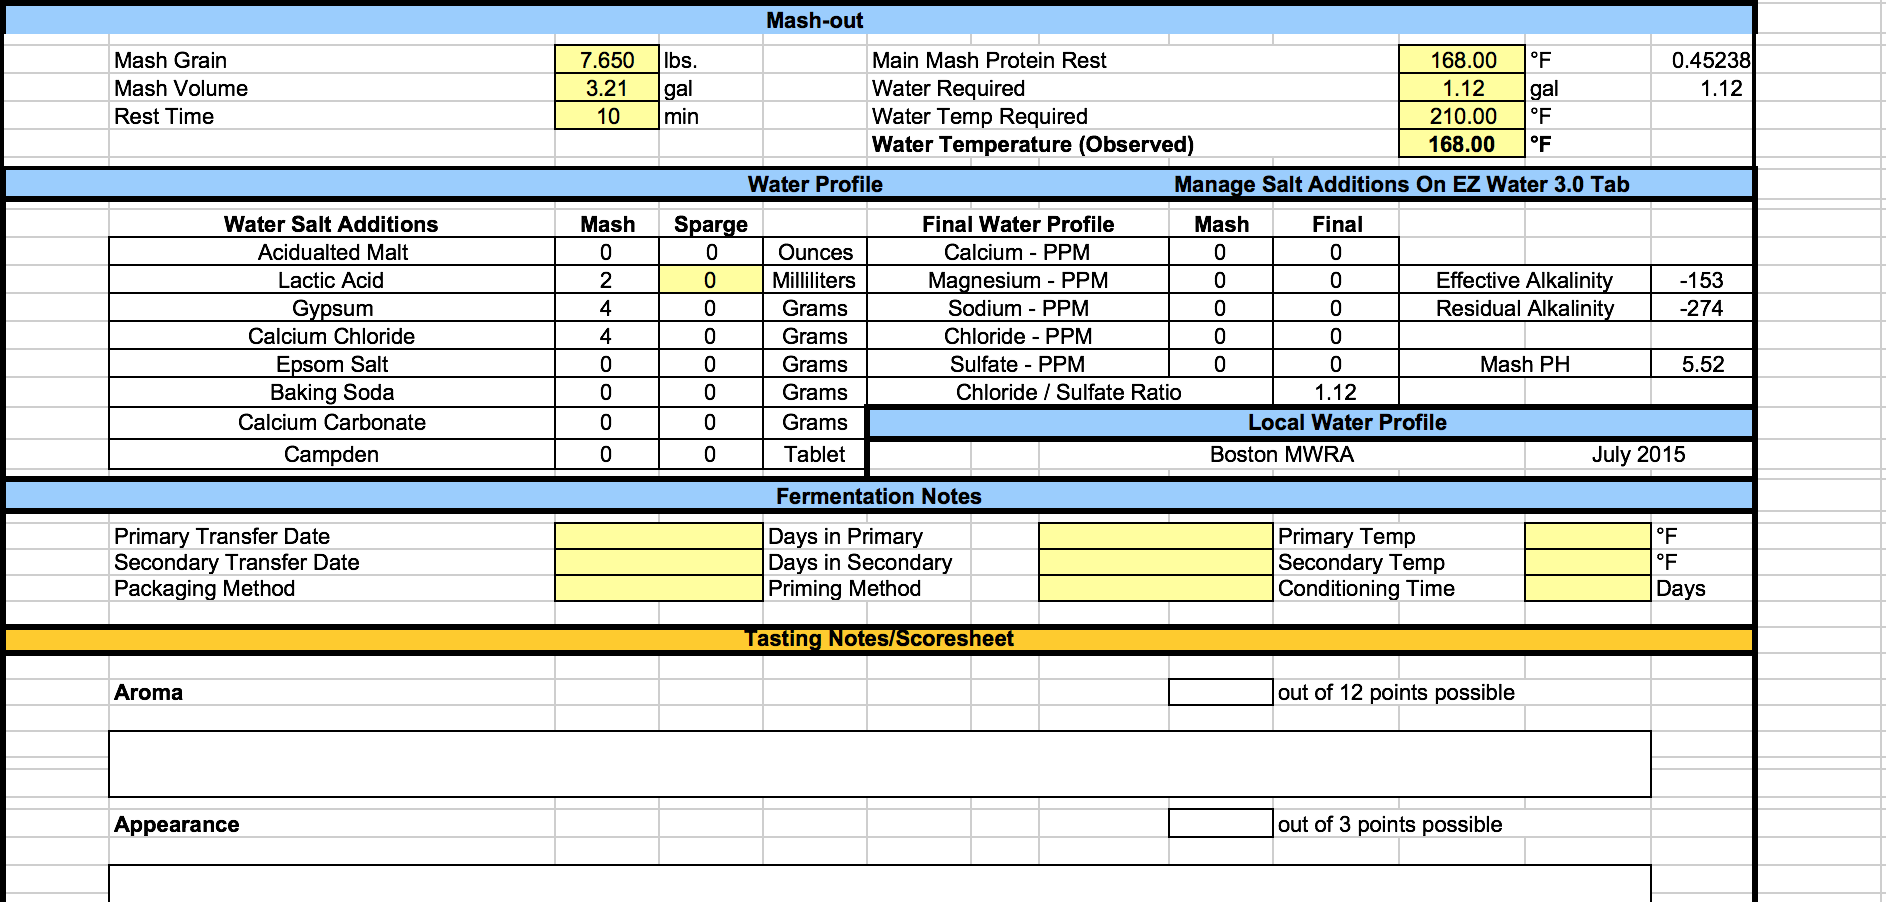 Mash-out
Mash Grain 7.650 lbs. Main Mash Protein Rest 168.00 °F 0.45238
Mash Volume 3.21 gal Water Required 1.12 gal 1.12
Rest Time 10 min Water Temp Required 210.00 °F
Water Temperature (Observed) 168.00 °F
Water Profile Manage Salt Additions On EZ Water 3.0 Tab
Water Salt Additions Mash Sparge Final Water Profile Mash Final
Acidualted Malt 0 0 Ounces Calcium - PPM 0 0
Lactic Acid 2 0 Milliliters Magnesium - PPM 0 0 Effective Alkalinity -153
Gypsum 4 0 Grams Sodium - PPM 0 0 Residual Alkalinity -274
Calcium Chloride 4 0 Grams Chloride - PPM 0 0
Epsom Salt 0 0 Grams Sulfate - PPM 0 0 Mash PH 5.52
Baking Soda 0 0 Grams Chloride / Sulfate Ratio 1.12
Calcium Carbonate 0 0 Grams Local Water Profile
Campden 0 0 Tablet Boston MWRA July 2015
Fermentation Notes
Primary Transfer Date Days in Primary Primary Temp °F
Secondary Transfer Date Days in Secondary Secondary Temp °F
Packaging Method Priming Method Conditioning Time Days
Tasting Notes/Scoresheet
Aroma out of 12 points possible
Appearance out of 3 points possible